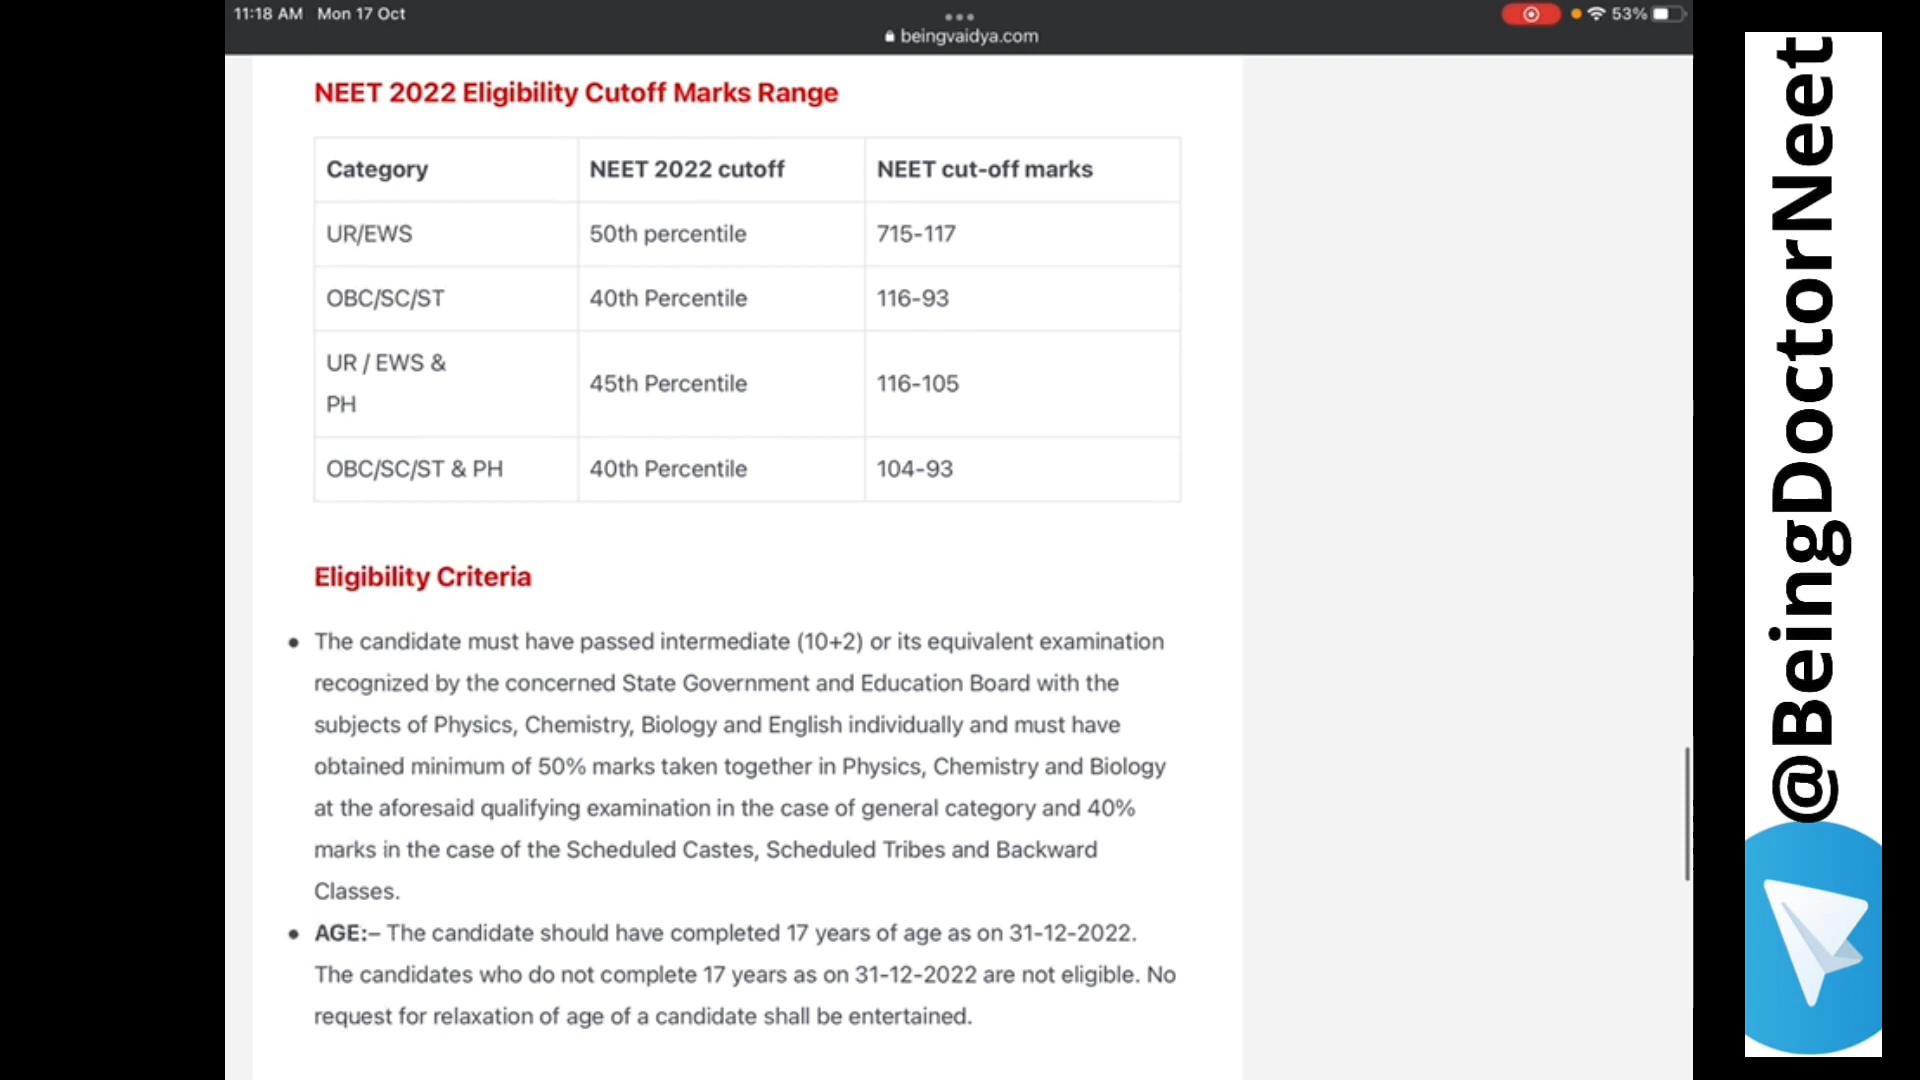 11:18 AM Mon 17 Oct
53%
beingvaidya.com
NEET 2022 Eligibility Cutoff Marks Range
Category NEET 2022 cutoff NEET cut-off marks
UR/EWS 50th percentile 715-117
OBC/SC/ST 40th Percentile 116-93
UR / EWS &
PH 45th Percentile 116-105
OBC/SC/ST & PH 40th Percentile 104-93
Eligibility Criteria
• The candidate must have passed intermediate (10+2) or its equivalent examination
recognized by the concerned State Government and Education Board with the
subjects of Physics, Chemistry, Biology and English individually and must have
obtained minimum of 50% marks taken together in Physics, Chemistry and Biology
at the aforesaid qualifying examination in the case of general category and 40%
marks in the case of the Scheduled Castes, Scheduled Tribes and Backward
Classes.
• AGE:– The candidate should have completed 17 years of age as on 31-12-2022.
The candidates who do not complete 17 years as on 31-12-2022 are not eligible. No
request for relaxation of age of a candidate shall be entertained.
@BeingDoctorNeet